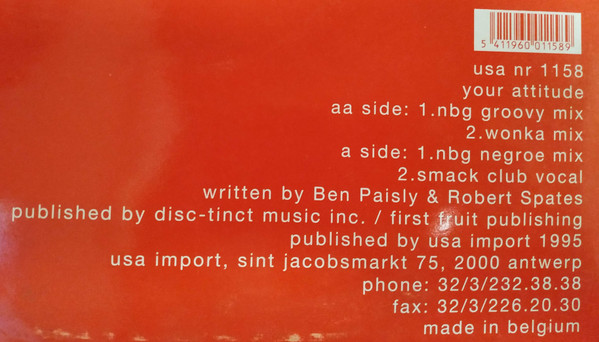 5 411960 011589
usa nr 1158
your attitude
aa side: 1.nbg groovy mix
2.wonka mix
a side: 1.nbg negroe mix
2.smack club vocal
written by Ben Paisly & Robert Spates
published by disc-tinct music inc. / first fruit publishing
published by usa import 1995
usa import, sint jacobsmarkt 75, 2000 antwerp
phone: 32/3/232.38.38
fax: 32/3/226.20.30
made in belgium